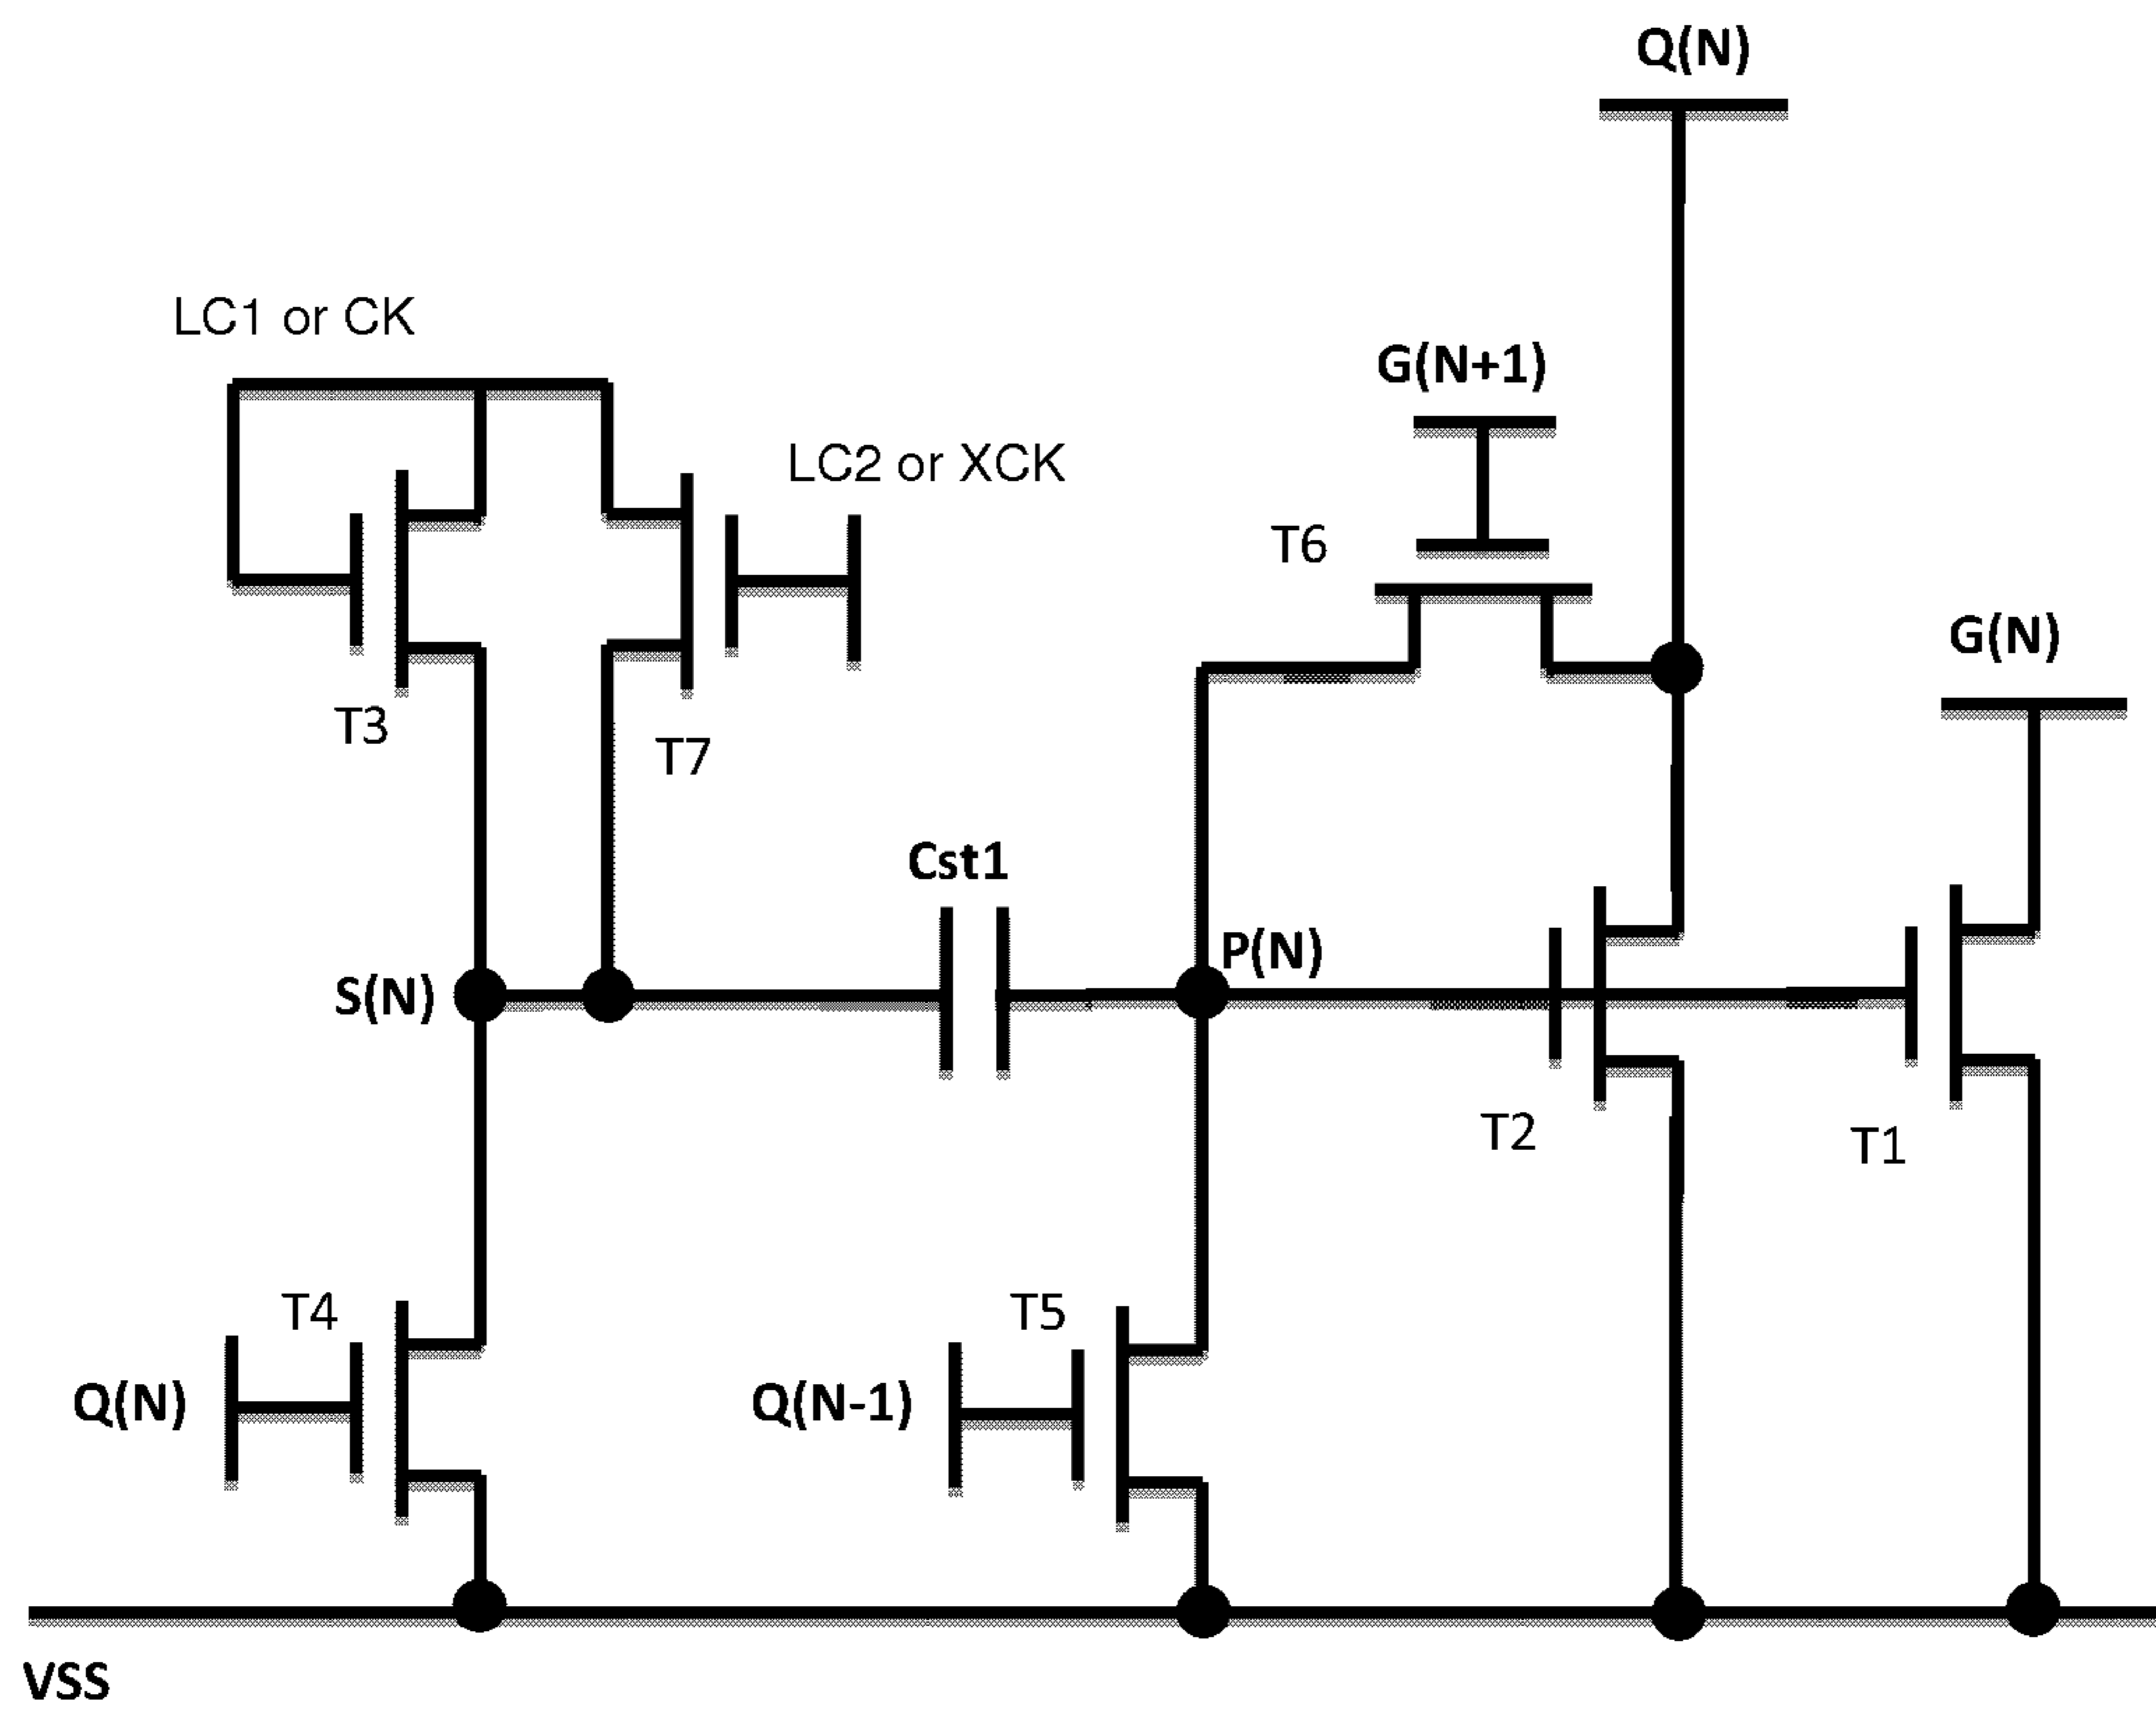 Q(N)
LC1 or CK
G(N+1)
LC2 or XCK
T6
G(N)
T3
T7
Cst1
P(N)
S(N)
T2
T1
T4
T5
Q(N)
Q(N-1)
VSS